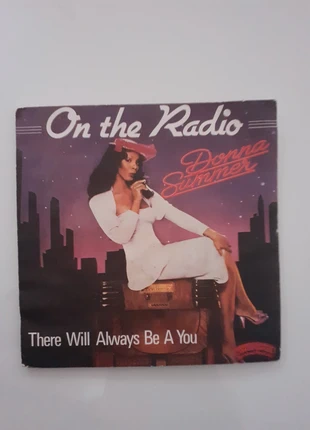 On the Radio
Donna
Summer
There Will Always Be A You